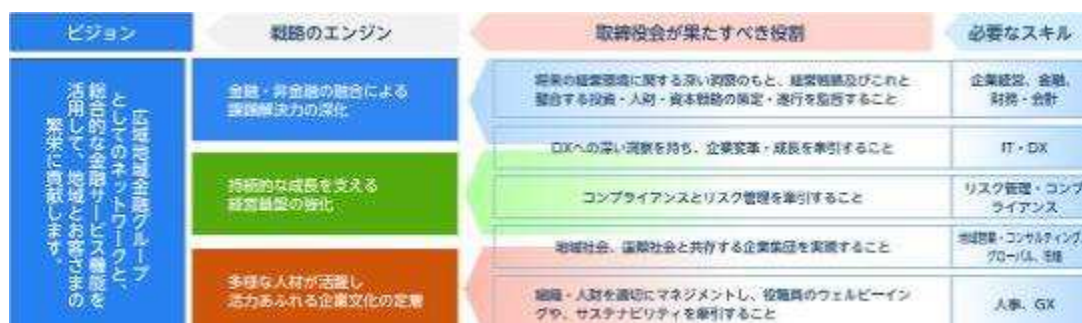 ビジョン
戦略のエンジン
取締役会が果たすべき役割
必要なスキル
広域地域金融グループ
としてのネットワークと、
総合的な金融サービス機能を
活用して、地域とお客さまの
繁栄に貢献します。
金融・非金融の融合による
課題解決力の深化
持続的な成長を支える
経営基盤の強化
多様な人材が活躍し
活力あふれる企業文化の定着
将来の経営環境に関する深い洞察のもと、経営戦略及びこれと
整合する投資・人財・資本戦略の策定・遂行を監督すること
企業経営、金融、
財務・会計
DXへの深い洞察を持ち、企業変革・成長を牽引すること
IT・DX
コンプライアンスとリスク管理を牽引すること
リスク管理・コンプ
ライアンス
地域社会、国際社会と共存する企業集団を実現すること
地域営業・コンサルティング
グローバル、市場
組織・人財を適切にマネジメントし、役職員のウェルビーイン
グや、サステナビリティを牽引すること
人事、GX